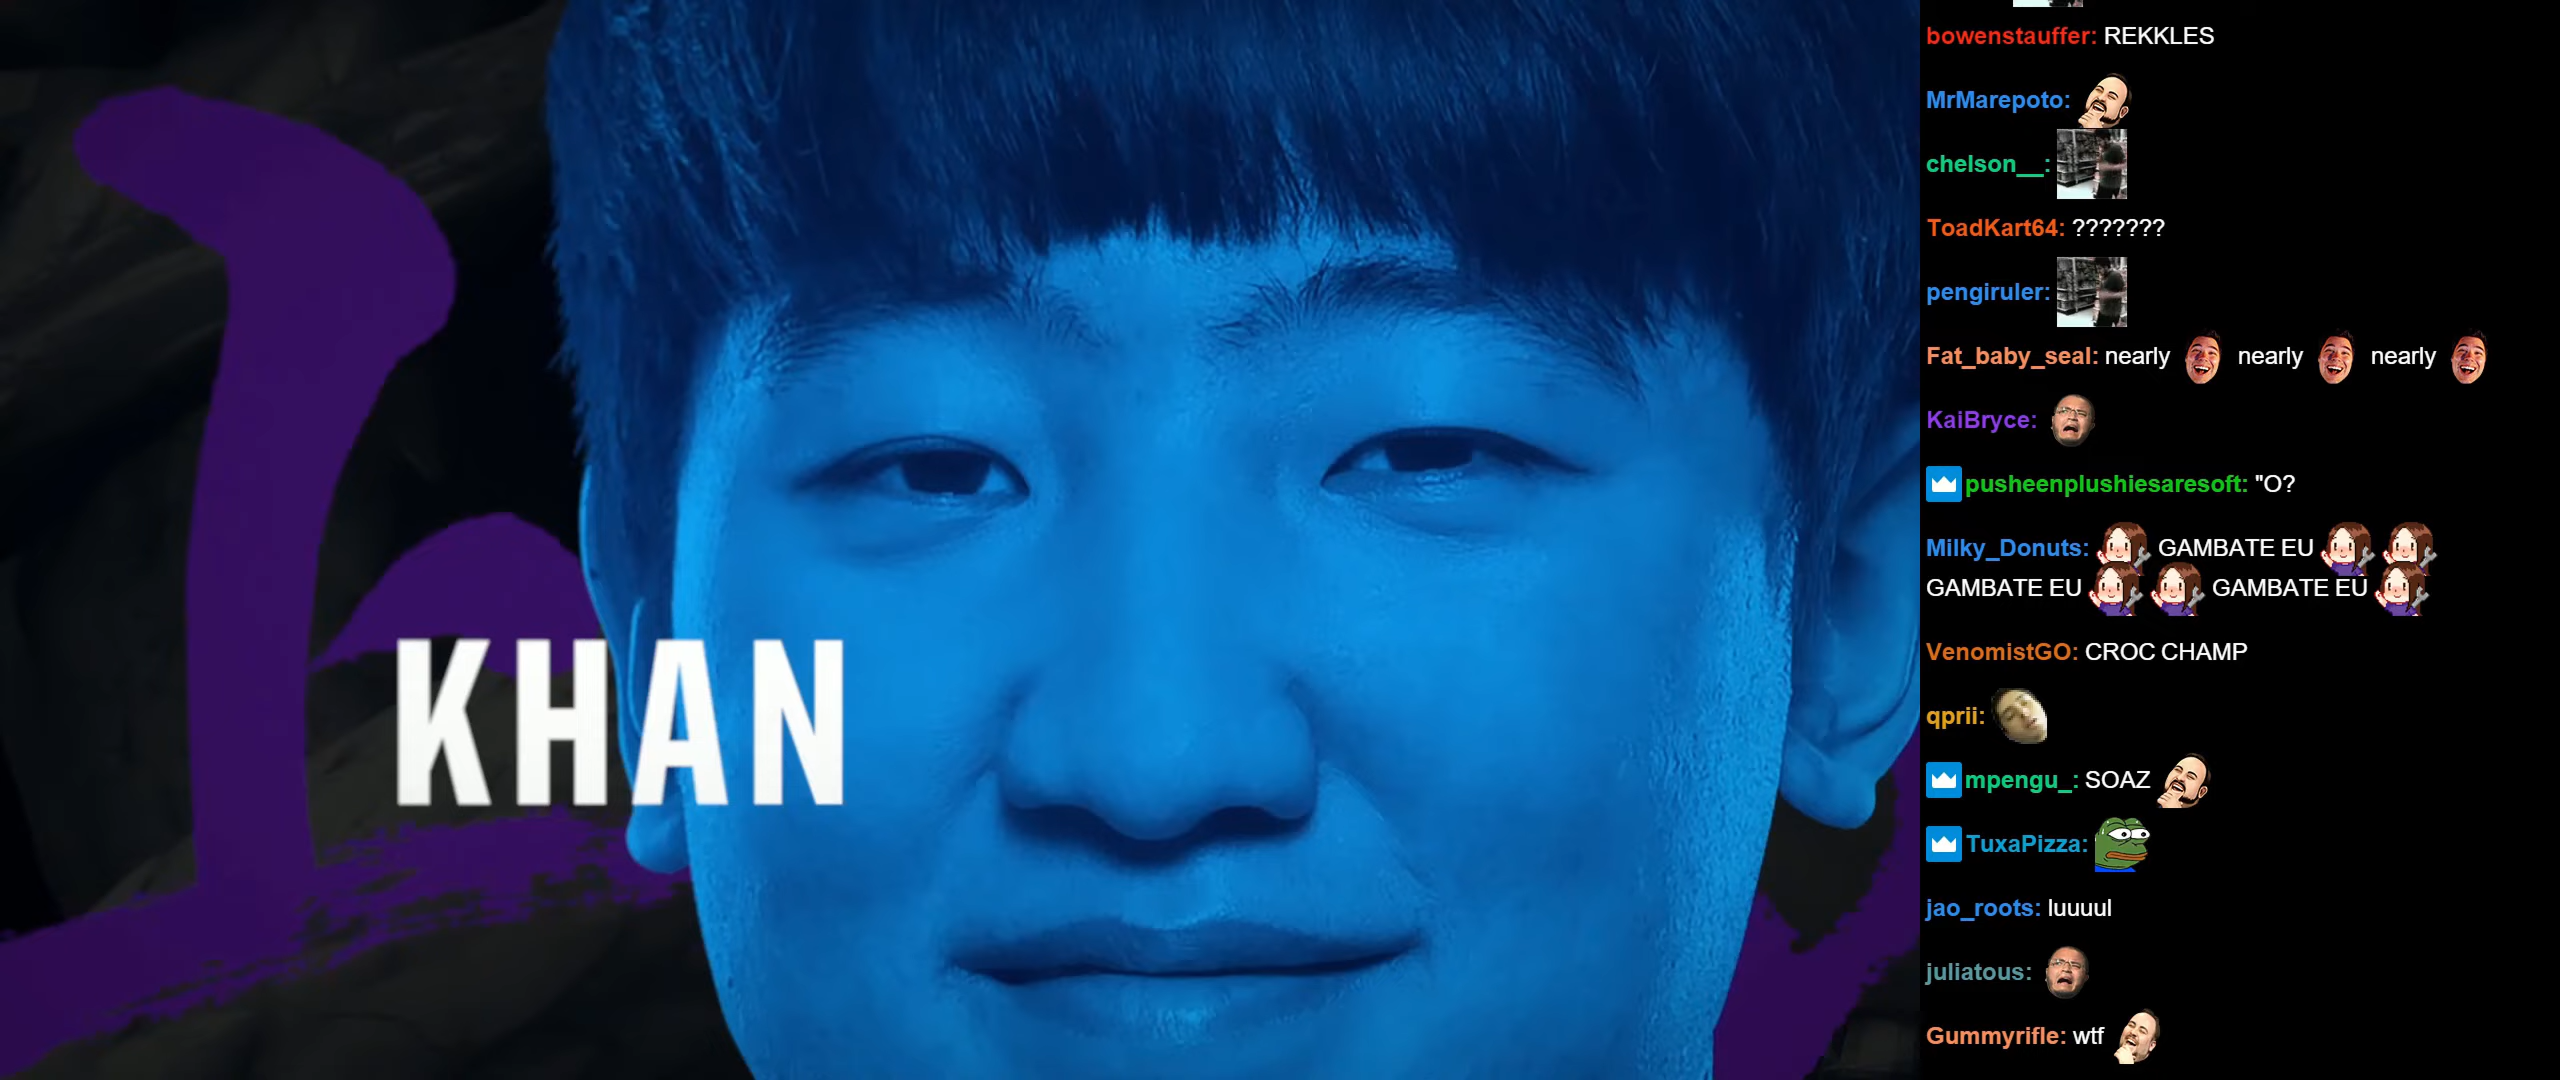 KHAN
bowenstauffer: REKKLES
MrMarepoto:
chelson__:
ToadKart64: ???????
pengiruler:
Fat_baby_seal: nearly nearly nearly
KaiBryce:
pusheenplushiesaresoft: "O?
Milky_Donuts: GAMBATE EU
GAMBATE EU GAMBATE EU
VenomistGO: CROC CHAMP
qprii:
mpengu_: SOAZ
TuxaPizza:
jao_roots: luuuul
juliatous:
Gummyrifle: wtf